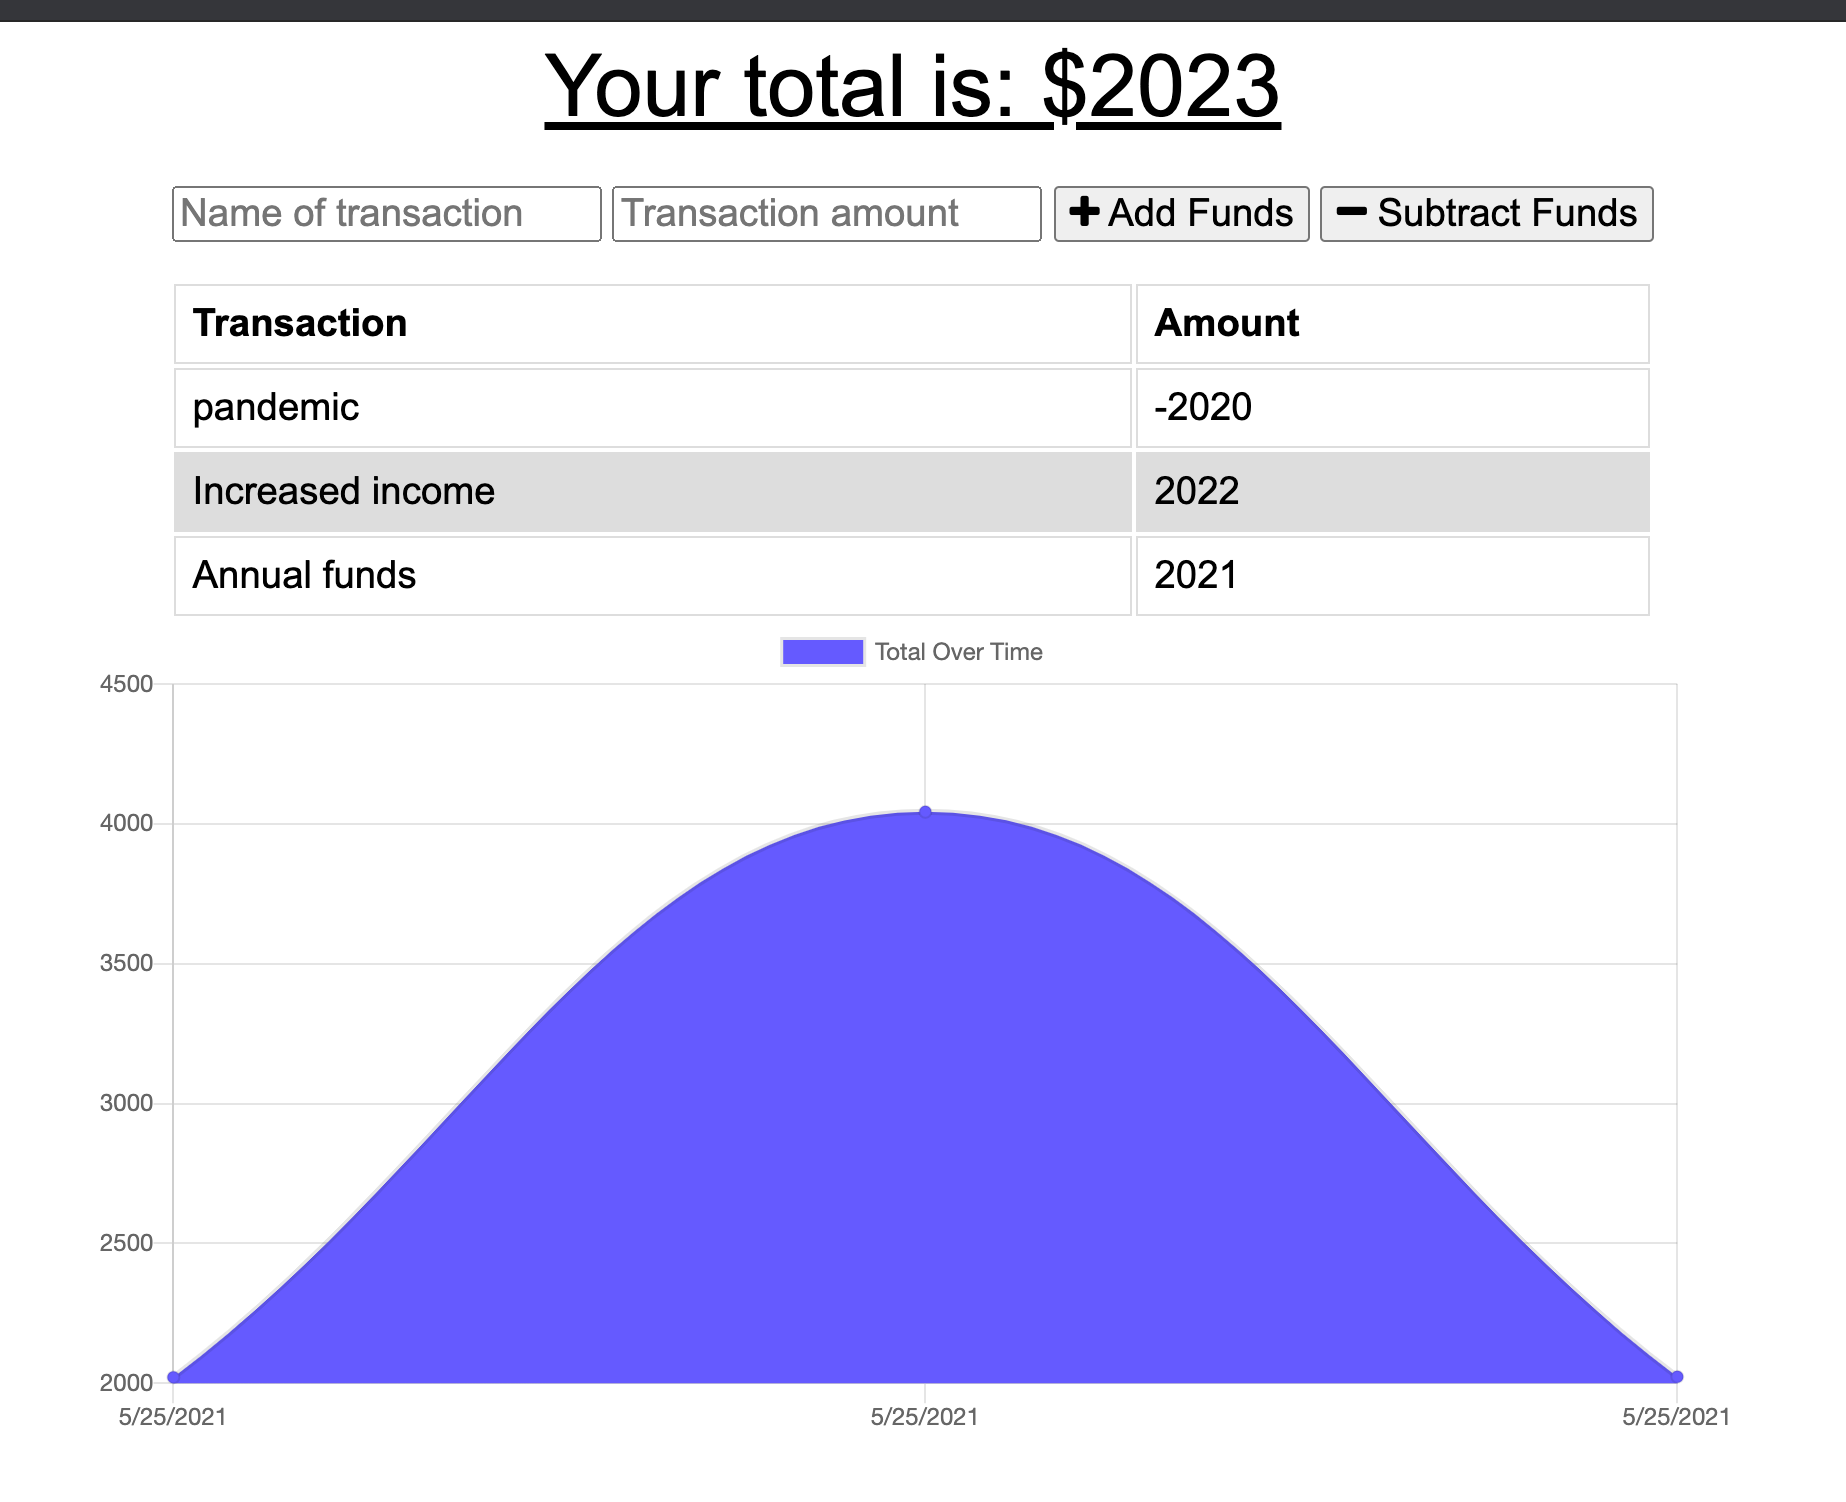 Your total is: $2023
Name of transaction Transaction amount + Add Funds − Subtract Funds
Transaction Amount
pandemic -2020
Increased income 2022
Annual funds 2021
Total Over Time
4500
4000
3500
3000
2500
2000
5/25/2021 5/25/2021 5/25/2021